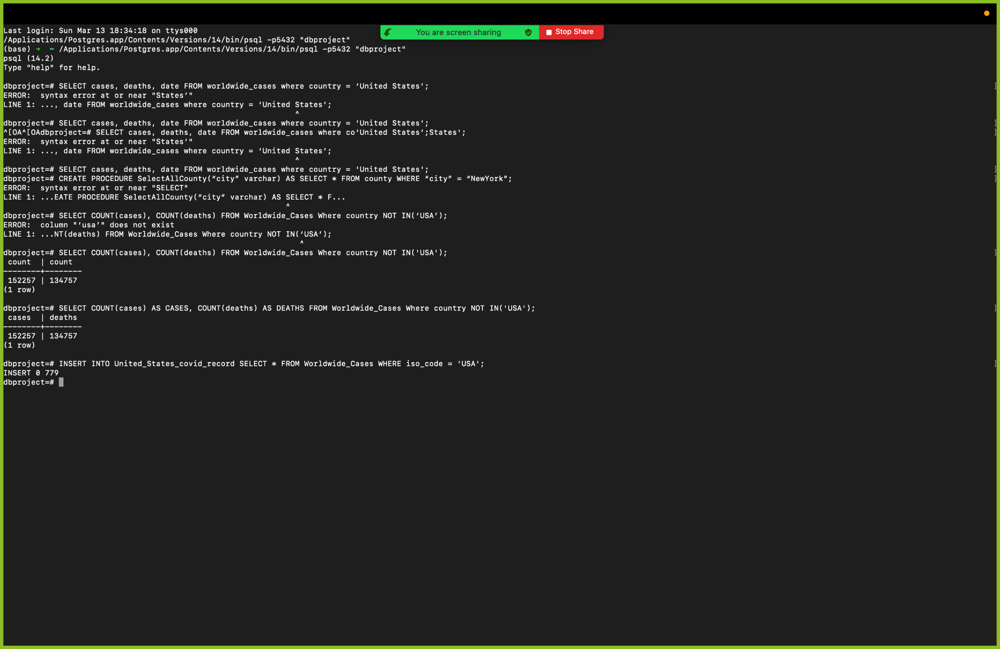 You are screen sharing
Stop Share
Last login: Sun Mar 13 18:34:18 on ttys000
/Applications/Postgres.app/Contents/Versions/14/bin/psql -p5432 "dbproject"
(base) ➜  ~ /Applications/Postgres.app/Contents/Versions/14/bin/psql -p5432 "dbproject"
psql (14.2)
Type "help" for help.
dbproject=# SELECT cases, deaths, date FROM worldwide_cases where country = ‘United States’;
ERROR:  syntax error at or near "States’"
LINE 1: ..., date FROM worldwide_cases where country = ‘United States’;
^
dbproject=# SELECT cases, deaths, date FROM worldwide_cases where country = 'United States';
^[OA^[OAdbproject=# SELECT cases, deaths, date FROM worldwide_cases where co‘United States’;States';
ERROR:  syntax error at or near "States’"
LINE 1: ..., date FROM worldwide_cases where country = ‘United States’;
^
dbproject=# SELECT cases, deaths, date FROM worldwide_cases where country = 'United States';
dbproject=# CREATE PROCEDURE SelectAllCounty(“city” varchar) AS SELECT * FROM county WHERE “city” = “NewYork”;
ERROR:  syntax error at or near "SELECT"
LINE 1: ...EATE PROCEDURE SelectAllCounty(“city” varchar) AS SELECT * F...
^
dbproject=# SELECT COUNT(cases), COUNT(deaths) FROM Worldwide_Cases Where country NOT IN(‘USA’);
ERROR:  column "‘usa’" does not exist
LINE 1: ...NT(deaths) FROM Worldwide_Cases Where country NOT IN(‘USA’);
^
dbproject=# SELECT COUNT(cases), COUNT(deaths) FROM Worldwide_Cases Where country NOT IN('USA');
count  | count
--------+--------
152257 | 134757
(1 row)
dbproject=# SELECT COUNT(cases) AS CASES, COUNT(deaths) AS DEATHS FROM Worldwide_Cases Where country NOT IN('USA');
cases  | deaths
--------+--------
152257 | 134757
(1 row)
dbproject=# INSERT INTO United_States_covid_record SELECT * FROM Worldwide_Cases WHERE iso_code = 'USA';
INSERT 0 779
dbproject=#